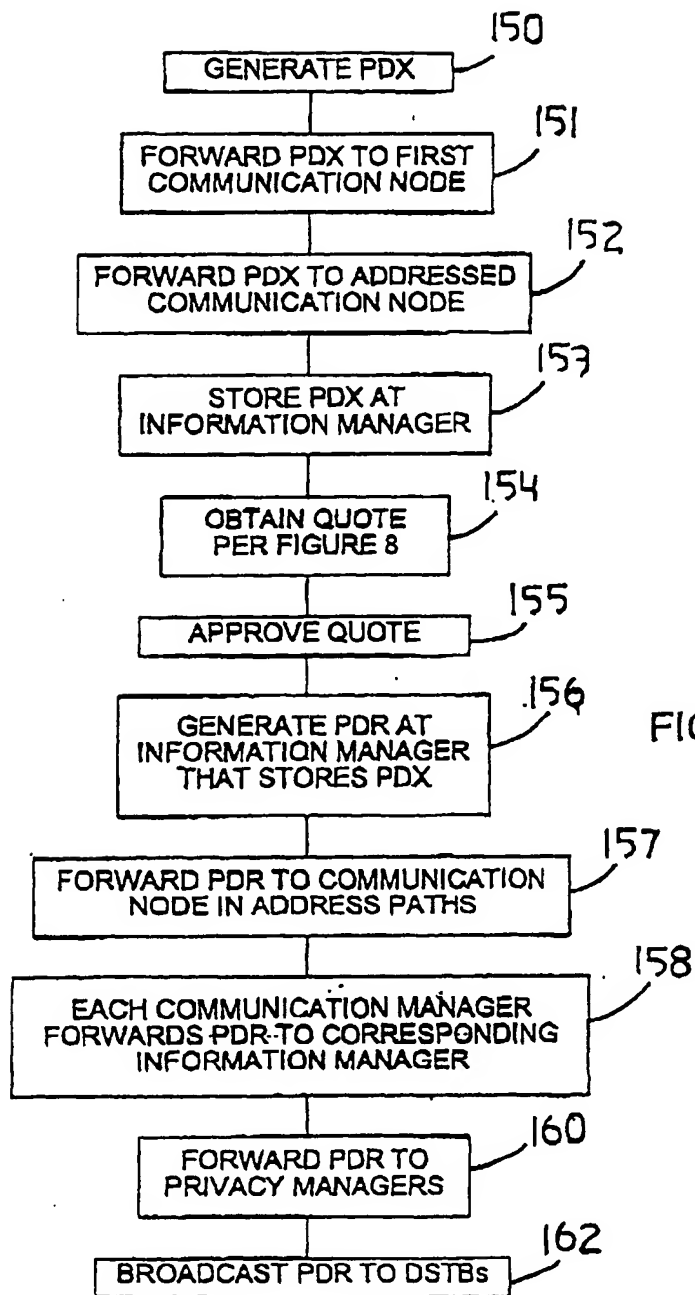 150
GENERATE PDX
151
FORWARD PDX TO FIRST
COMMUNICATION NODE
152
FORWARD PDX TO ADDRESSED
COMMUNICATION NODE
153
STORE PDX AT
INFORMATION MANAGER
154
OBTAIN QUOTE
PER FIGURE 8
155
APPROVE QUOTE
156
GENERATE PDR AT
INFORMATION MANAGER
THAT STORES PDX
FIG
157
FORWARD PDR TO COMMUNICATION
NODE IN ADDRESS PATHS
158
EACH COMMUNICATION MANAGER
FORWARDS PDR TO CORRESPONDING
INFORMATION MANAGER
160
FORWARD PDR TO
PRIVACY MANAGERS
162
BROADCAST PDR TO DSTBs